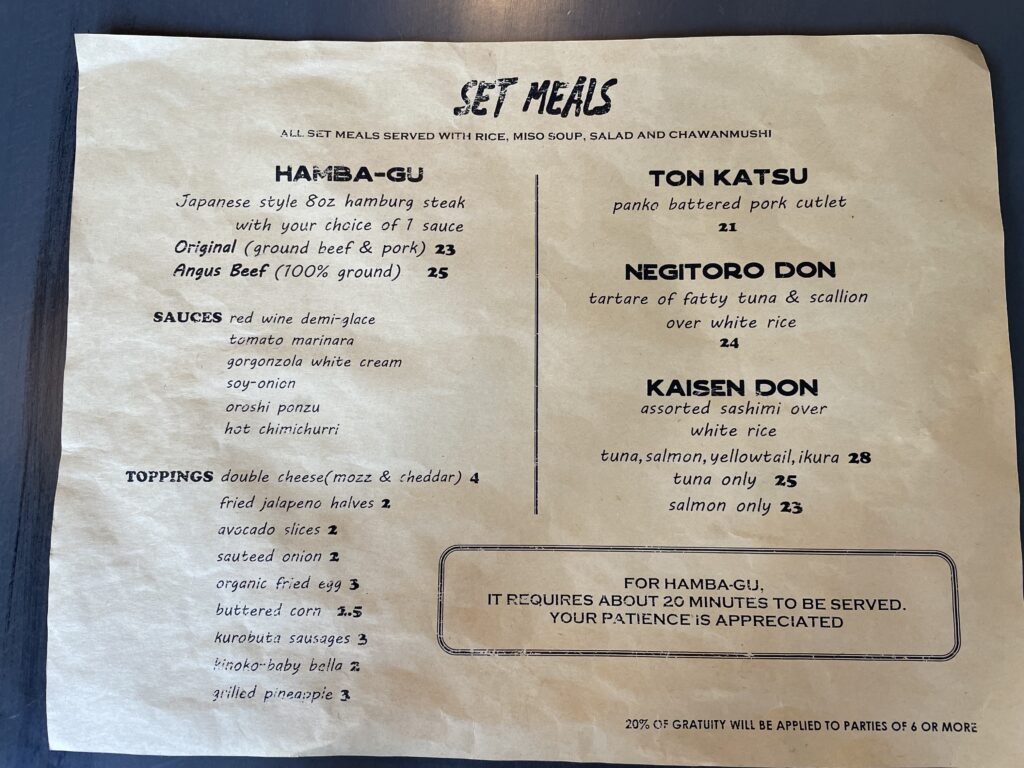 SET MEALS
ALL SET MEALS SERVED WITH RICE, MISO SOUP, SALAD AND CHAWANMUSHI
HAMBA-GU
Japanese style 8oz hamburg steak
with your choice of 1 sauce
Original (ground beef & pork) 23
Angus Beef (100% ground) 25
SAUCES red wine demi-glace
tomato marinara
gorgonzola white cream
soy-onion
oroshi ponzu
hot chimichurri
TOPPINGS double cheese(mozz & cheddar) 4
fried jalapeno halves 2
avocado slices 2
sauteed onion 2
organic fried egg 3
buttered corn 2.5
kurobuta sausages 3
kinoko-baby bella 2
grilled pineapple 3
TON KATSU
panko battered pork cutlet
21
NEGITORO DON
tartare of fatty tuna & scallion
over white rice
24
KAISEN DON
assorted sashimi over
white rice
tuna,salmon,yellowtail,ikura 28
tuna only 25
salmon only 23
FOR HAMBA-GU,
IT REQUIRES ABOUT 20 MINUTES TO BE SERVED.
YOUR PATIENCE IS APPRECIATED
20% OF GRATUITY WILL BE APPLIED TO PARTIES OF 6 OR MORE